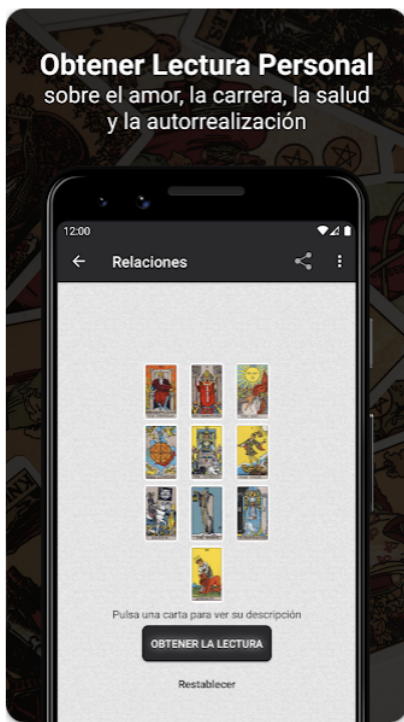 Obtener Lectura Personal
sobre el amor, la carrera, la salud
y la autorrealización
12:00
Relaciones
Pulsa una carta para ver su descripción
OBTENER LA LECTURA
Restablecer